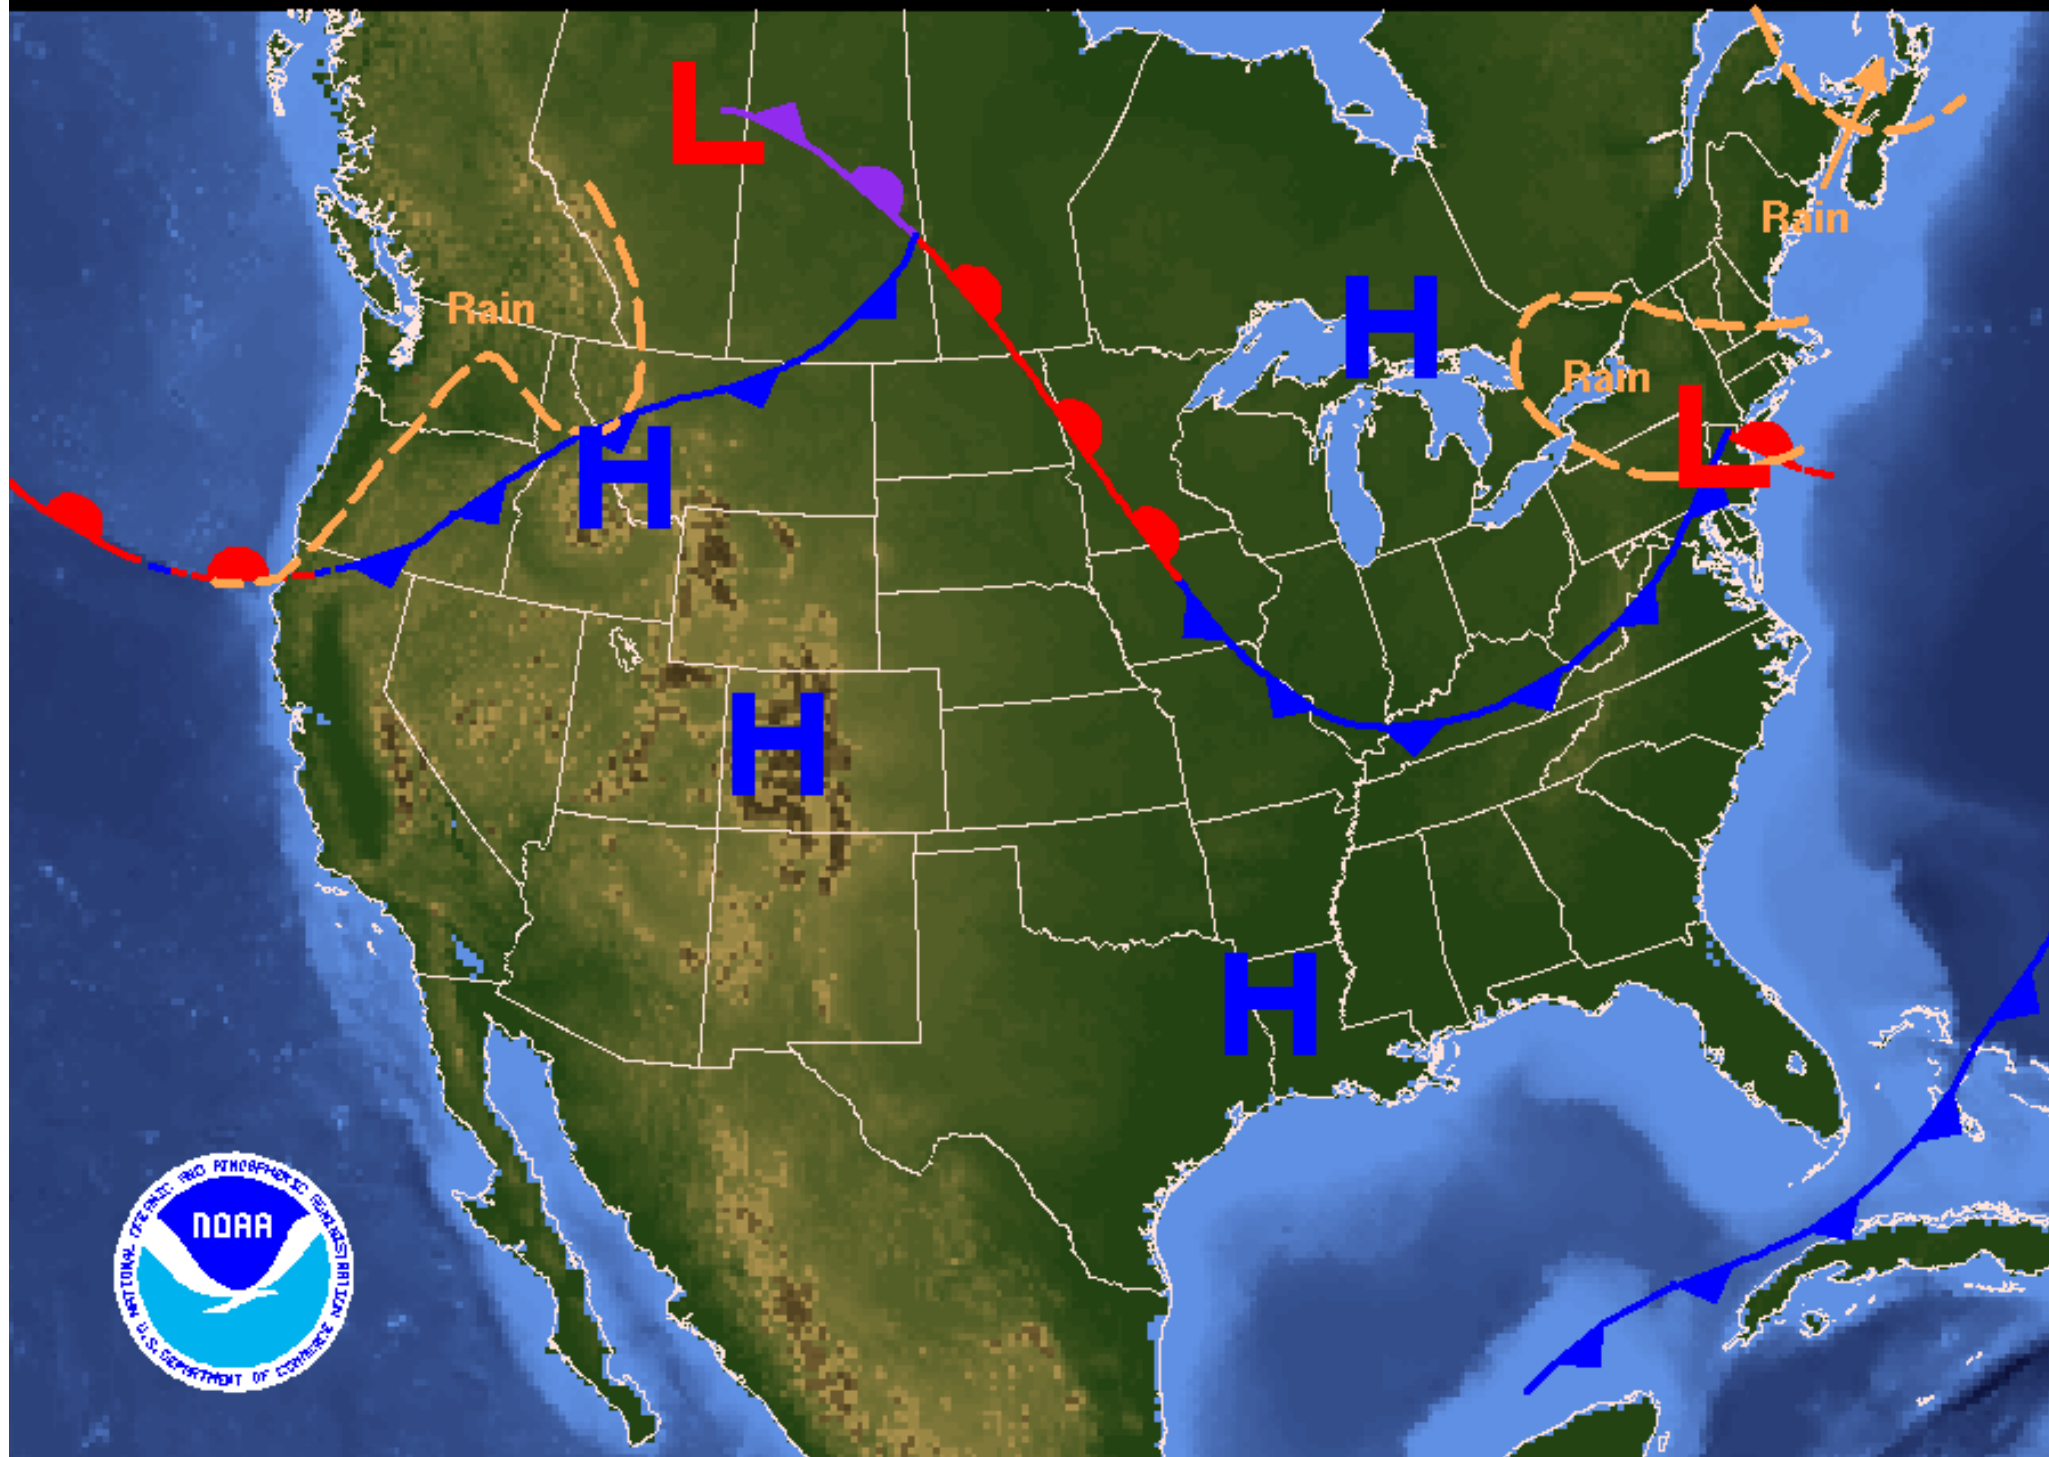 L
Rain
Rain
H
Rain
L
H
H
H
NATIONAL OCEANIC AND ATMOSPHERIC ADMINISTRATION
NOAA
U.S. DEPARTMENT OF COMMERCE